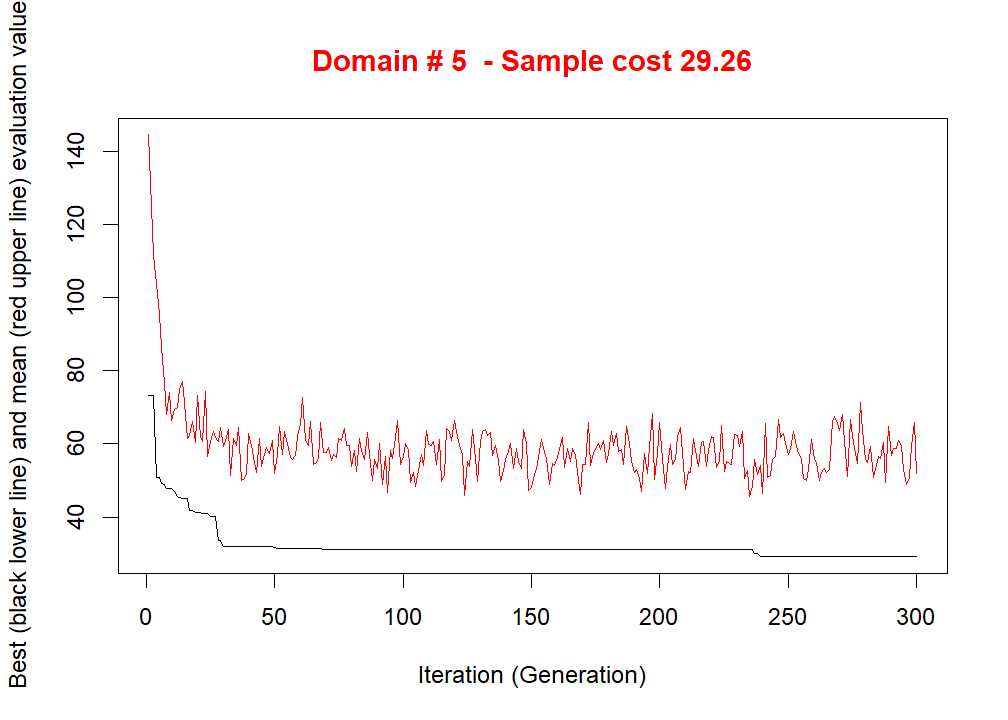 Domain # 5  - Sample cost 29.26
Best (black lower line) and mean (red upper line) evaluation value
140
120
100
80
60
40
0 50 100 150 200 250 300
Iteration (Generation)